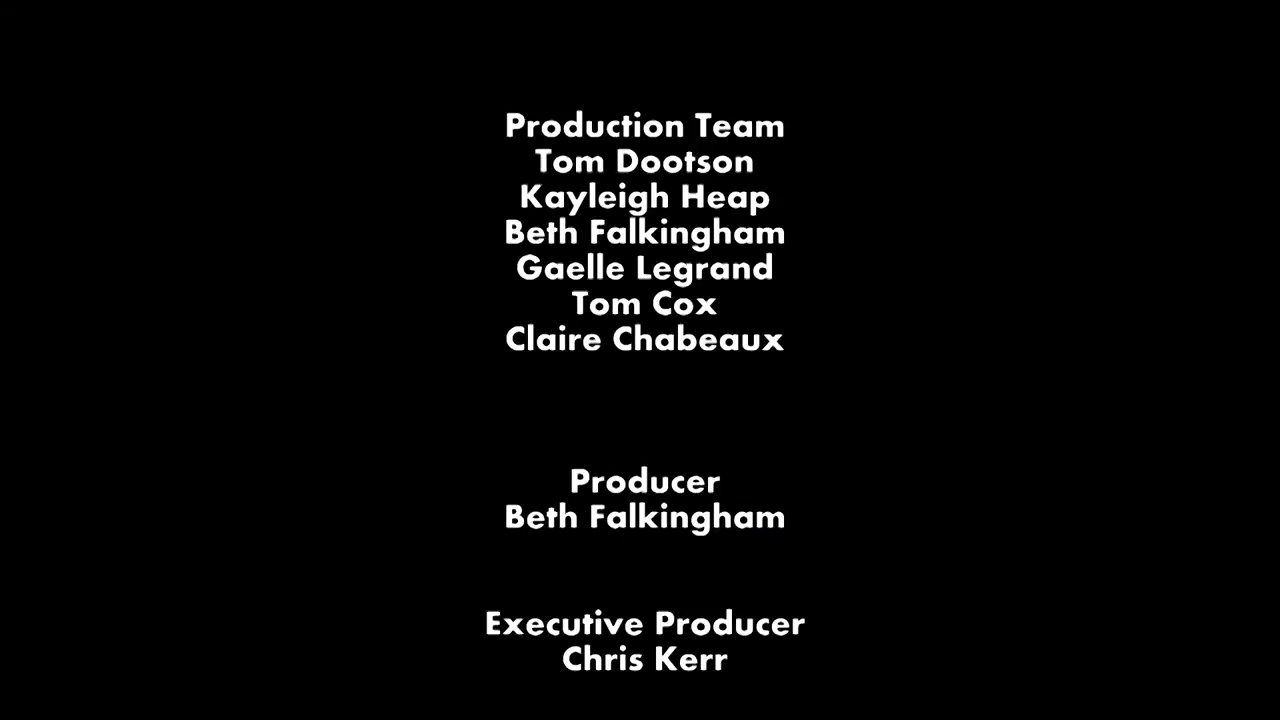 Production Team
Tom Dootson
Kayleigh Heap
Beth Falkingham
Gaelle Legrand
Tom Cox
Claire Chabeaux
Producer
Beth Falkingham
Executive Producer
Chris Kerr